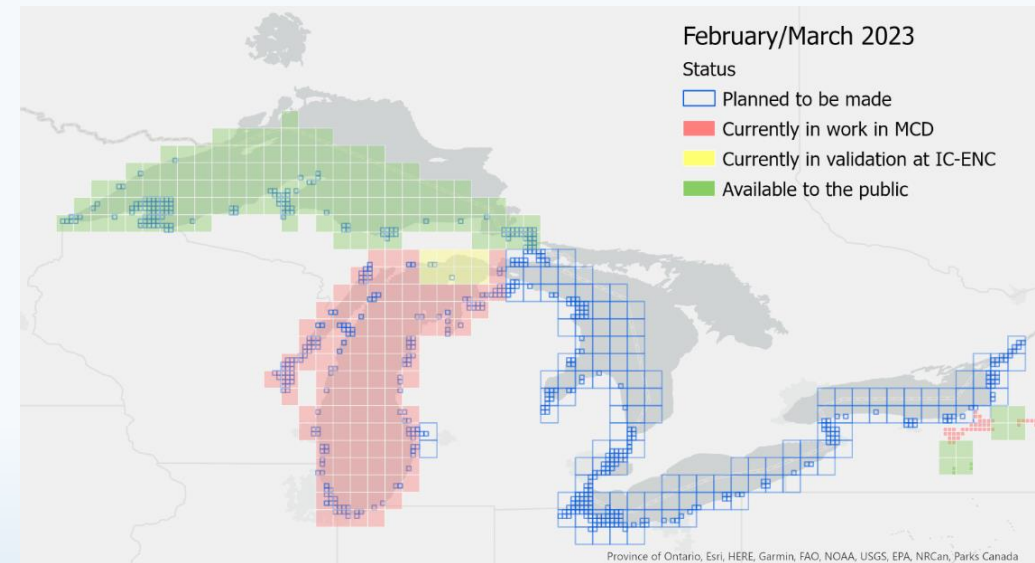 February/March 2023
Status
Planned to be made
Currently in work in MCD
Currently in validation at IC-ENC
Available to the public
Province of Ontario, Esri, HERE, Garmin, FAO, NOAA, USGS, EPA, NRCan, Parks Canada